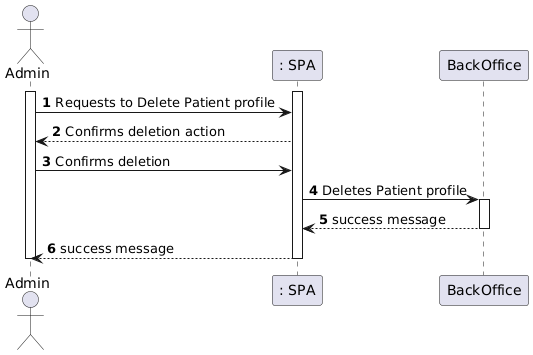 Admin
: SPA
BackOffice
1 Requests to Delete Patient profile
2 Confirms deletion action
3 Confirms deletion
4 Deletes Patient profile
5 success message
6 success message
Admin
: SPA
BackOffice